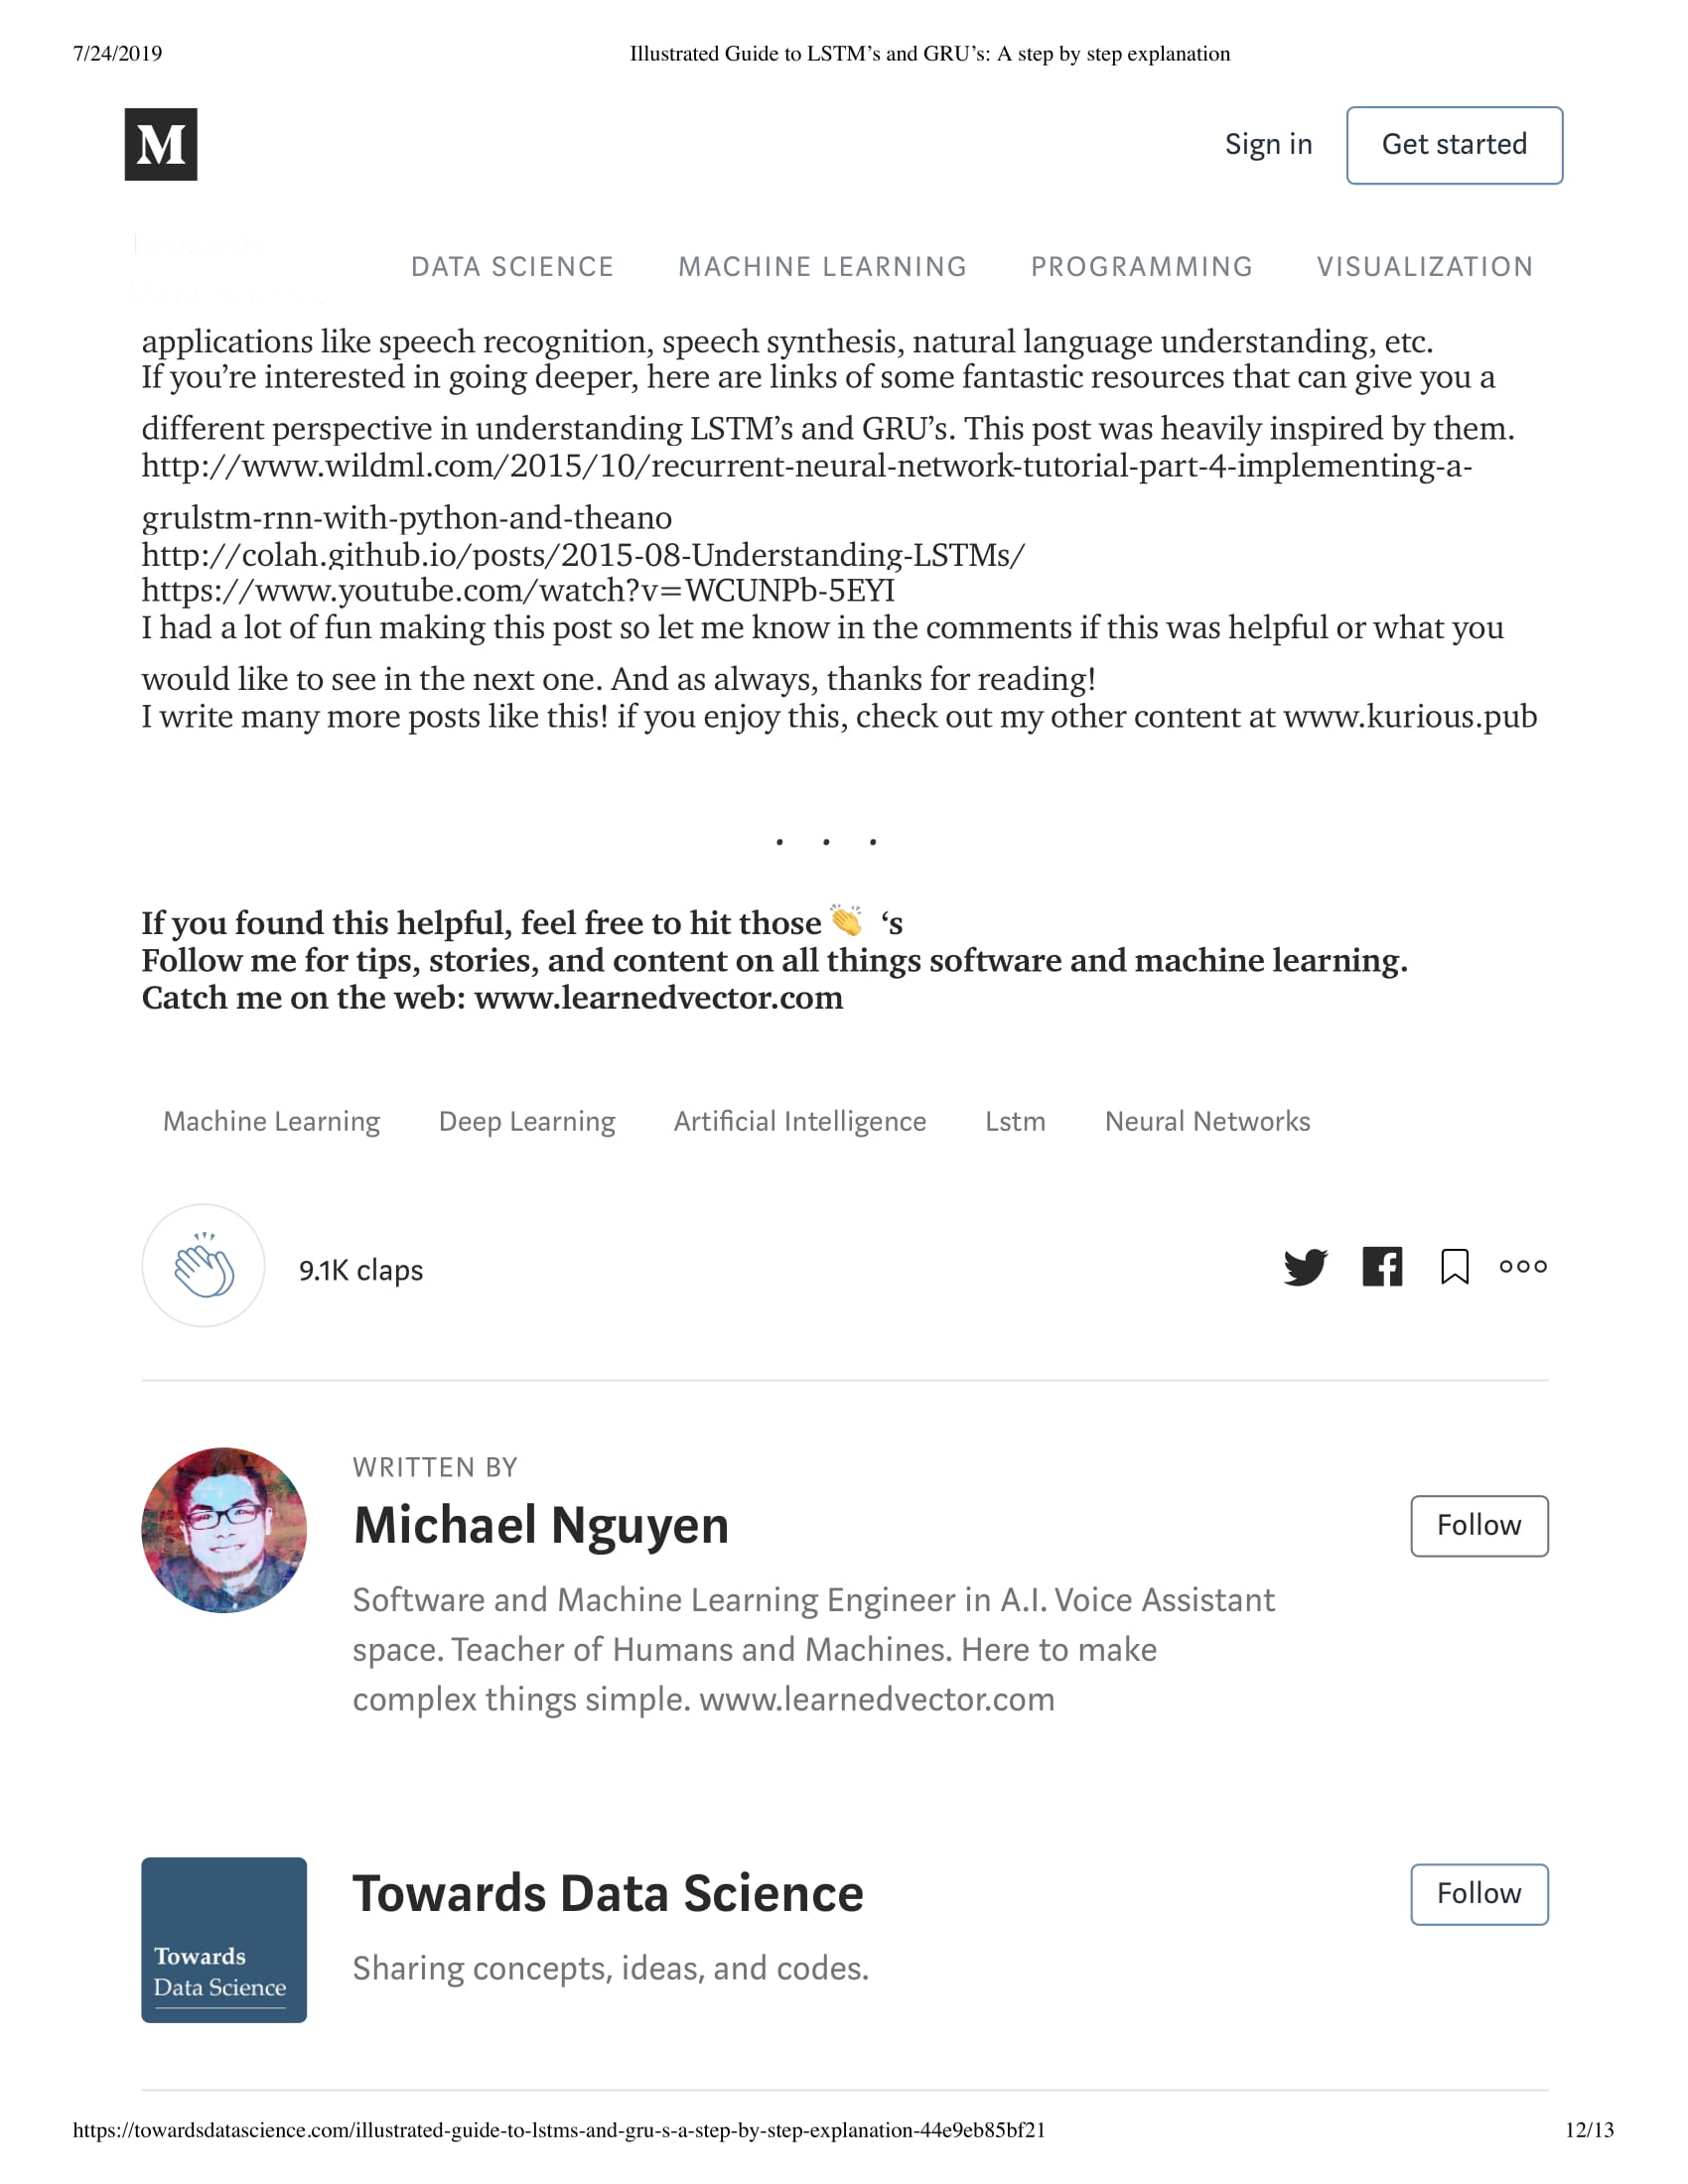 7/24/2019 Illustrated Guide to LSTM’s and GRU’s: A step by step explanation
M
Sign in Get started
DATA SCIENCE MACHINE LEARNING PROGRAMMING VISUALIZATION
applications like speech recognition, speech synthesis, natural language understanding, etc.
If you’re interested in going deeper, here are links of some fantastic resources that can give you a
different perspective in understanding LSTM’s and GRU’s. This post was heavily inspired by them.
http://www.wildml.com/2015/10/recurrent-neural-network-tutorial-part-4-implementing-a-
grulstm-rnn-with-python-and-theano
http://colah.github.io/posts/2015-08-Understanding-LSTMs/
https://www.youtube.com/watch?v=WCUNPb-5EYI
I had a lot of fun making this post so let me know in the comments if this was helpful or what you
would like to see in the next one. And as always, thanks for reading!
I write many more posts like this! if you enjoy this, check out my other content at www.kurious.pub
. . .
If you found this helpful, feel free to hit those 👏 ‘s
Follow me for tips, stories, and content on all things software and machine learning.
Catch me on the web: www.learnedvector.com
Machine Learning Deep Learning Artificial Intelligence Lstm Neural Networks
9.1K claps
WRITTEN BY
Michael Nguyen
Follow
Software and Machine Learning Engineer in A.I. Voice Assistant
space. Teacher of Humans and Machines. Here to make
complex things simple. www.learnedvector.com
Towards
Data Science
Towards Data Science
Follow
Sharing concepts, ideas, and codes.
https://towardsdatascience.com/illustrated-guide-to-lstms-and-gru-s-a-step-by-step-explanation-44e9eb85bf21 12/13